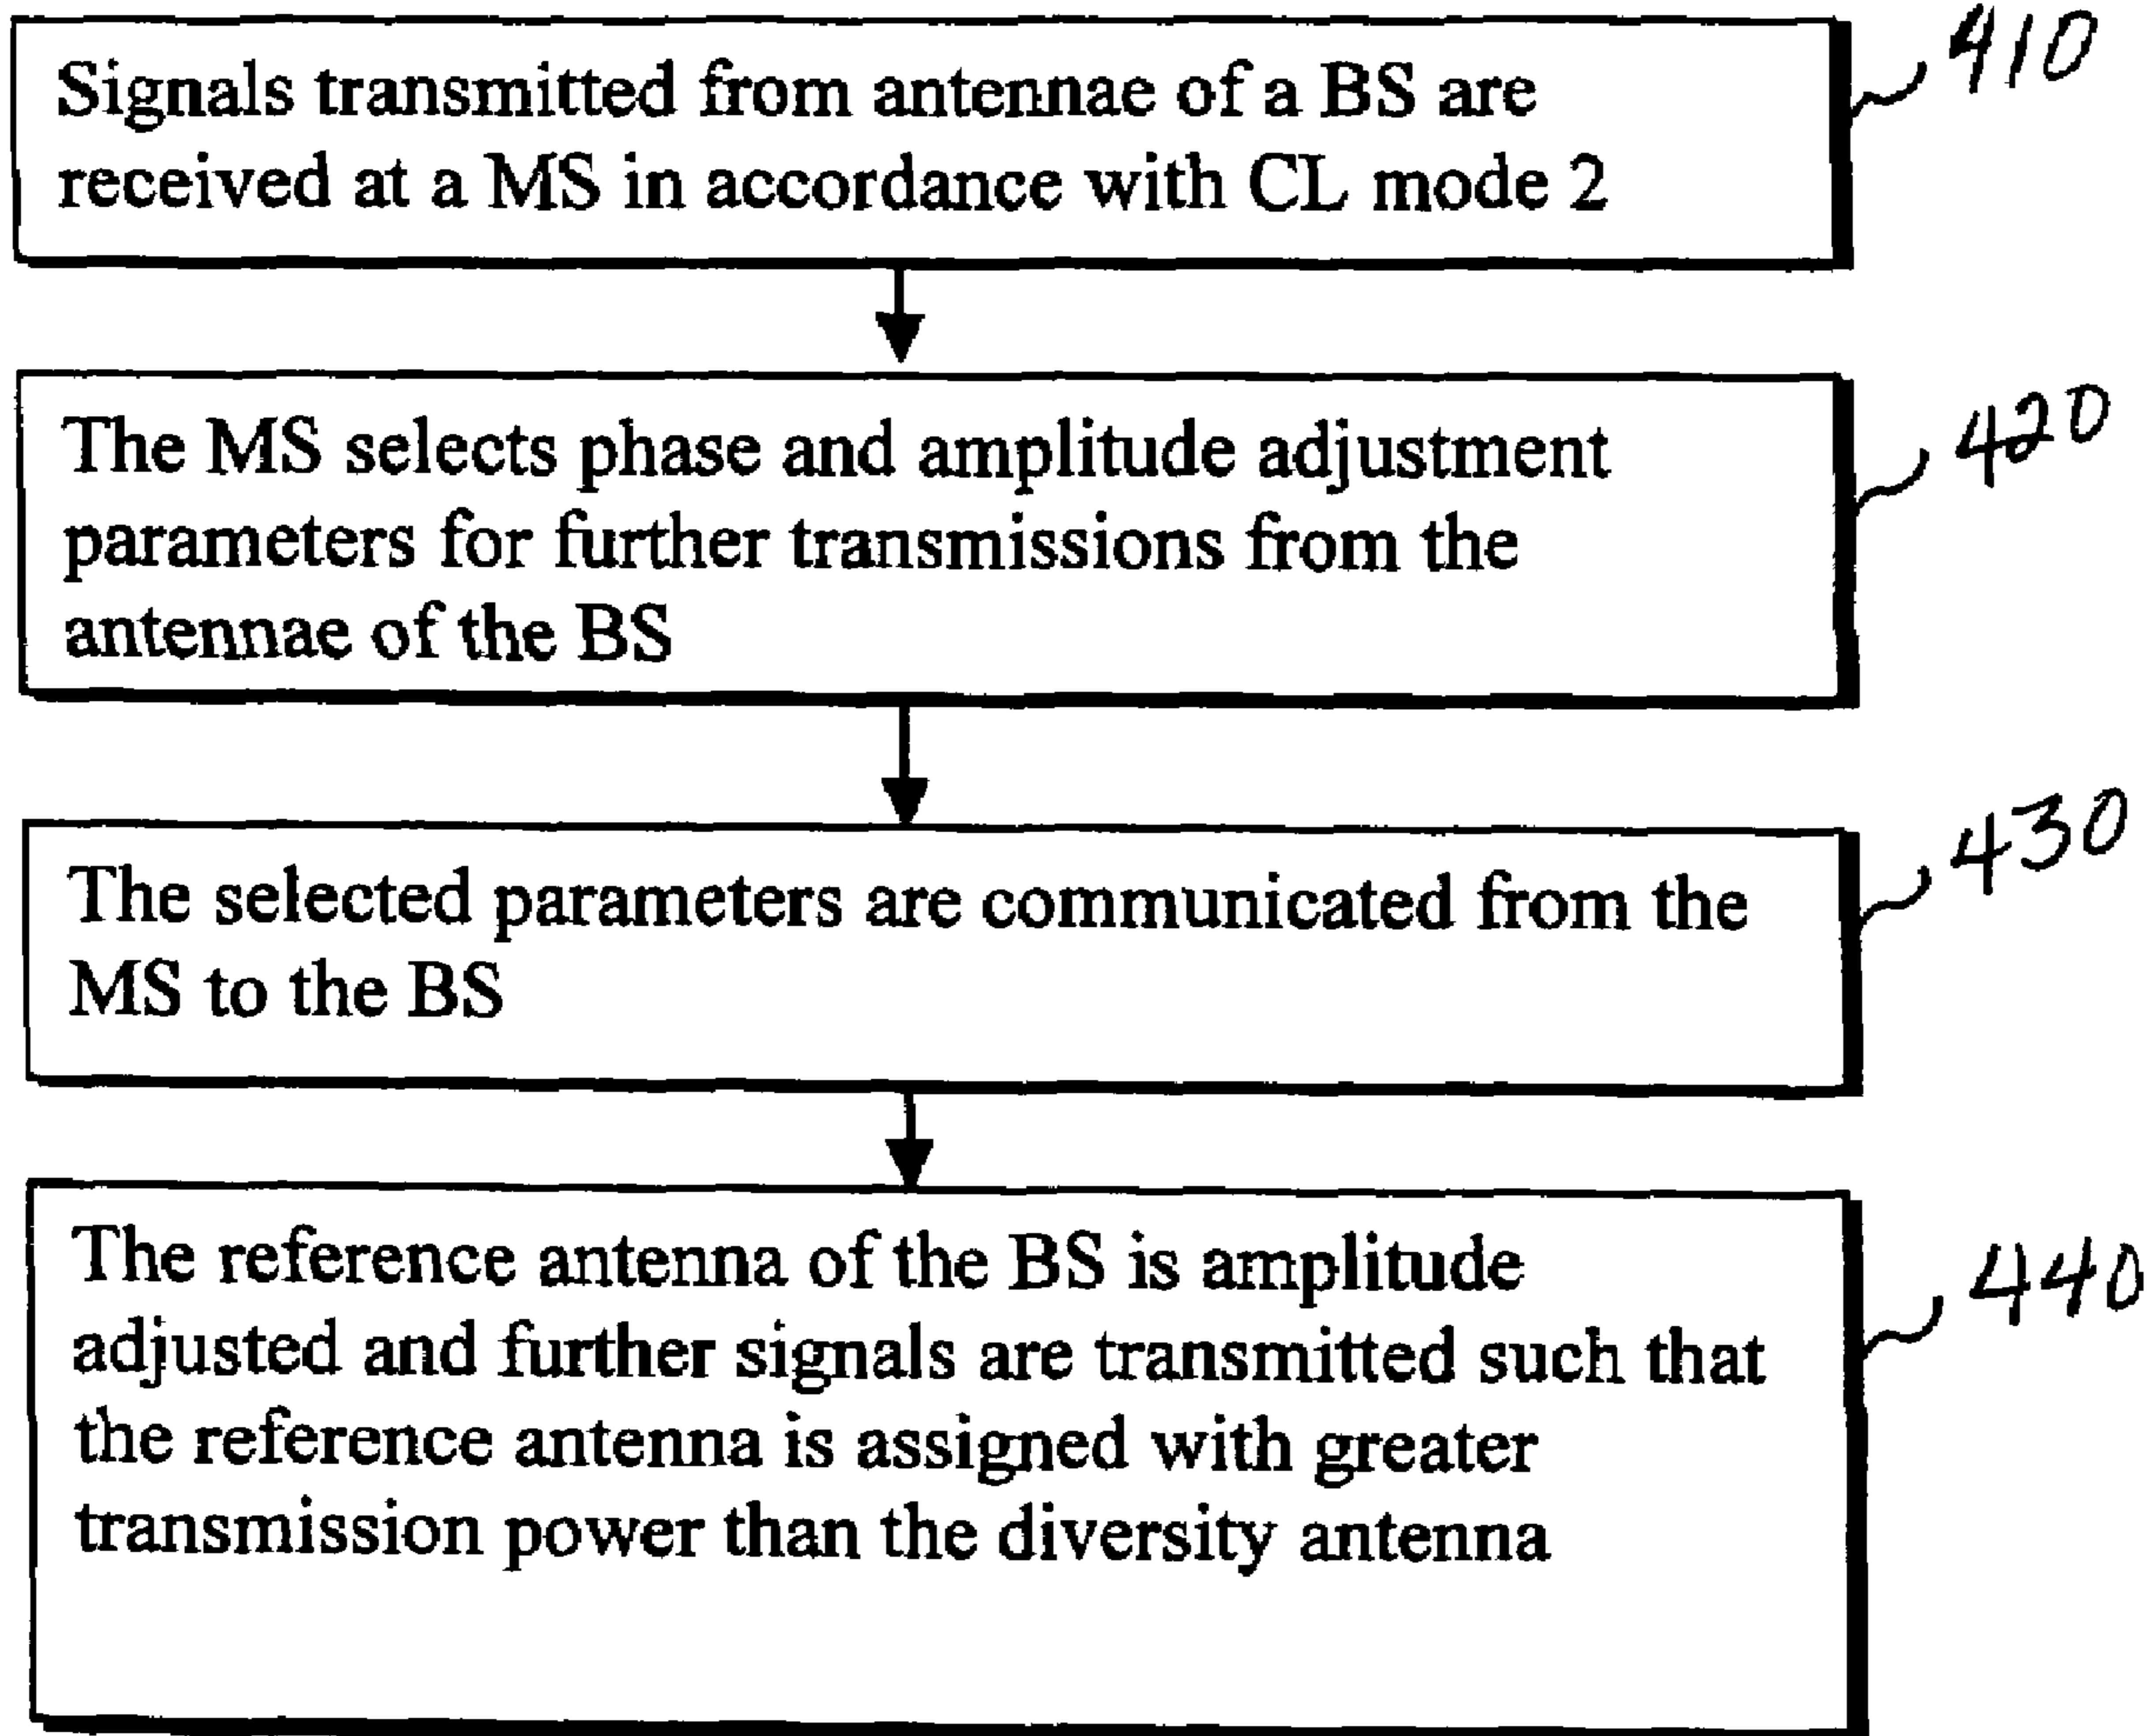 Signals transmitted from antennae of a BS are
received at a MS in accordance with CL mode 2
410
The MS selects phase and amplitude adjustment
parameters for further transmissions from the
antennae of the BS
420
The selected parameters are communicated from the
MS to the BS
430
The reference antenna of the BS is amplitude
adjusted and further signals are transmitted such that
the reference antenna is assigned with greater
transmission power than the diversity antenna
440